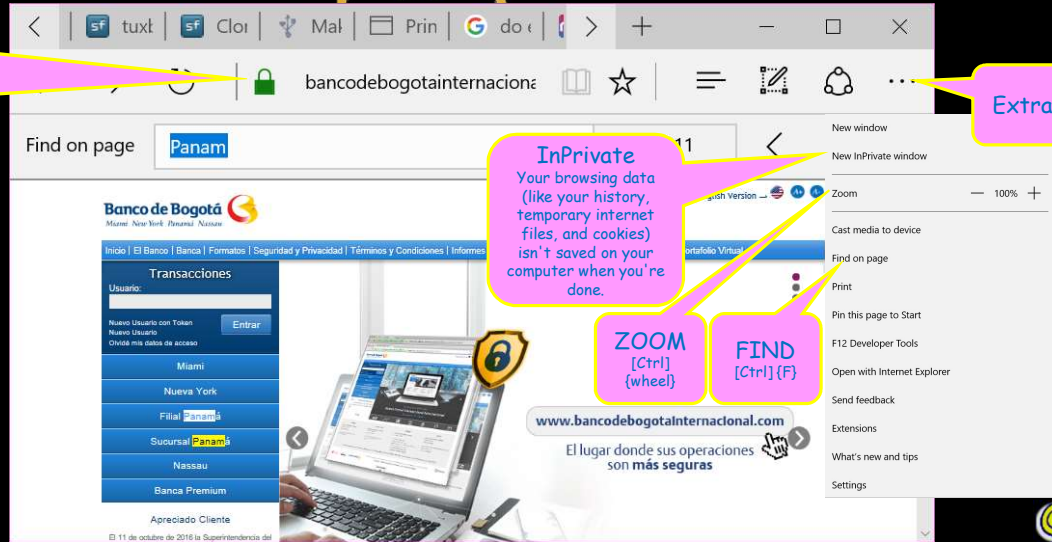 tuxt
Clor
Mal
Prin
G do
bancodebogotainternaciona
Extra
Find on page
Panam
New window
New InPrivate window
Zoom
100%
Cast media to device
Find on page
Print
Pin this page to Start
F12 Developer Tools
Open with Internet Explorer
Send feedback
Extensions
What's new and tips
Settings
InPrivate
Your browsing data
(like your history,
temporary internet
files, and cookies)
isn't saved on your
computer when you're
done.
ZOOM
[Ctrl]
{wheel}
FIND
[Ctrl] {F}
Banco de Bogotá
Miami New York Panamá Nassau
Version
A+
Inicio | El Banco | Banca | Formatos | Seguridad y Privacidad | Términos y Condiciones | Informes
Portafolio Virtual
Transacciones
Usuario:
Nuevo Usuario con Token
Nuevo Usuario
Olvidé mis datos de acceso
Entrar
Miami
Nueva York
Filial Panamá
Sucursal Panamá
Nassau
Banca Premium
Apreciado Cliente
El 11 de octubre de 2016 la Superintendencia del
www.bancodebogotainternacional.com
El lugar donde sus operaciones
son más seguras